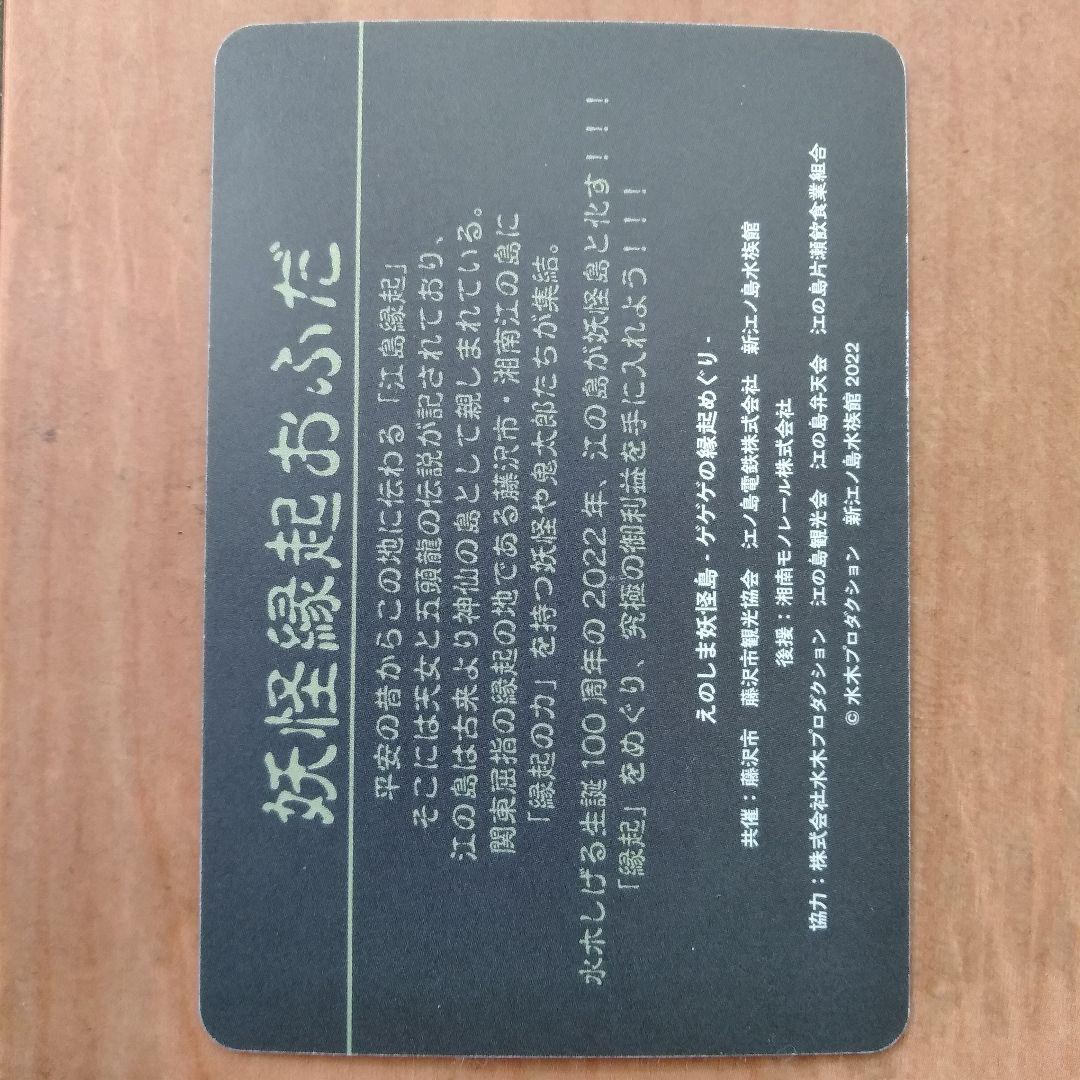 妖怪縁起おふだ
平安の昔からこの地に伝わる「江島縁起」
そこには天女と五頭龍の伝説が記されており、
江の島は古来より神仙の島として親しまれている。
関東屈指の縁起の地である藤沢市・湘南江の島に
「縁起の力」を持つ妖怪や鬼太郎たちが集結。
水木しげる生誕100周年の2022年、江の島が妖怪島と化す!!!
「縁起」をめぐり、究極の御利益を手に入れよう!!!
えのしま妖怪島 - ゲゲゲの縁起めぐり -
共催：藤沢市 藤沢市観光協会 江ノ島電鉄株式会社 新江ノ島水族館
後援：湘南モノレール株式会社
協力：株式会社水木プロダクション 江の島観光会 江の島弁天会 江の島片瀬飲食業組合
© 水木プロダクション 新江ノ島水族館 2022